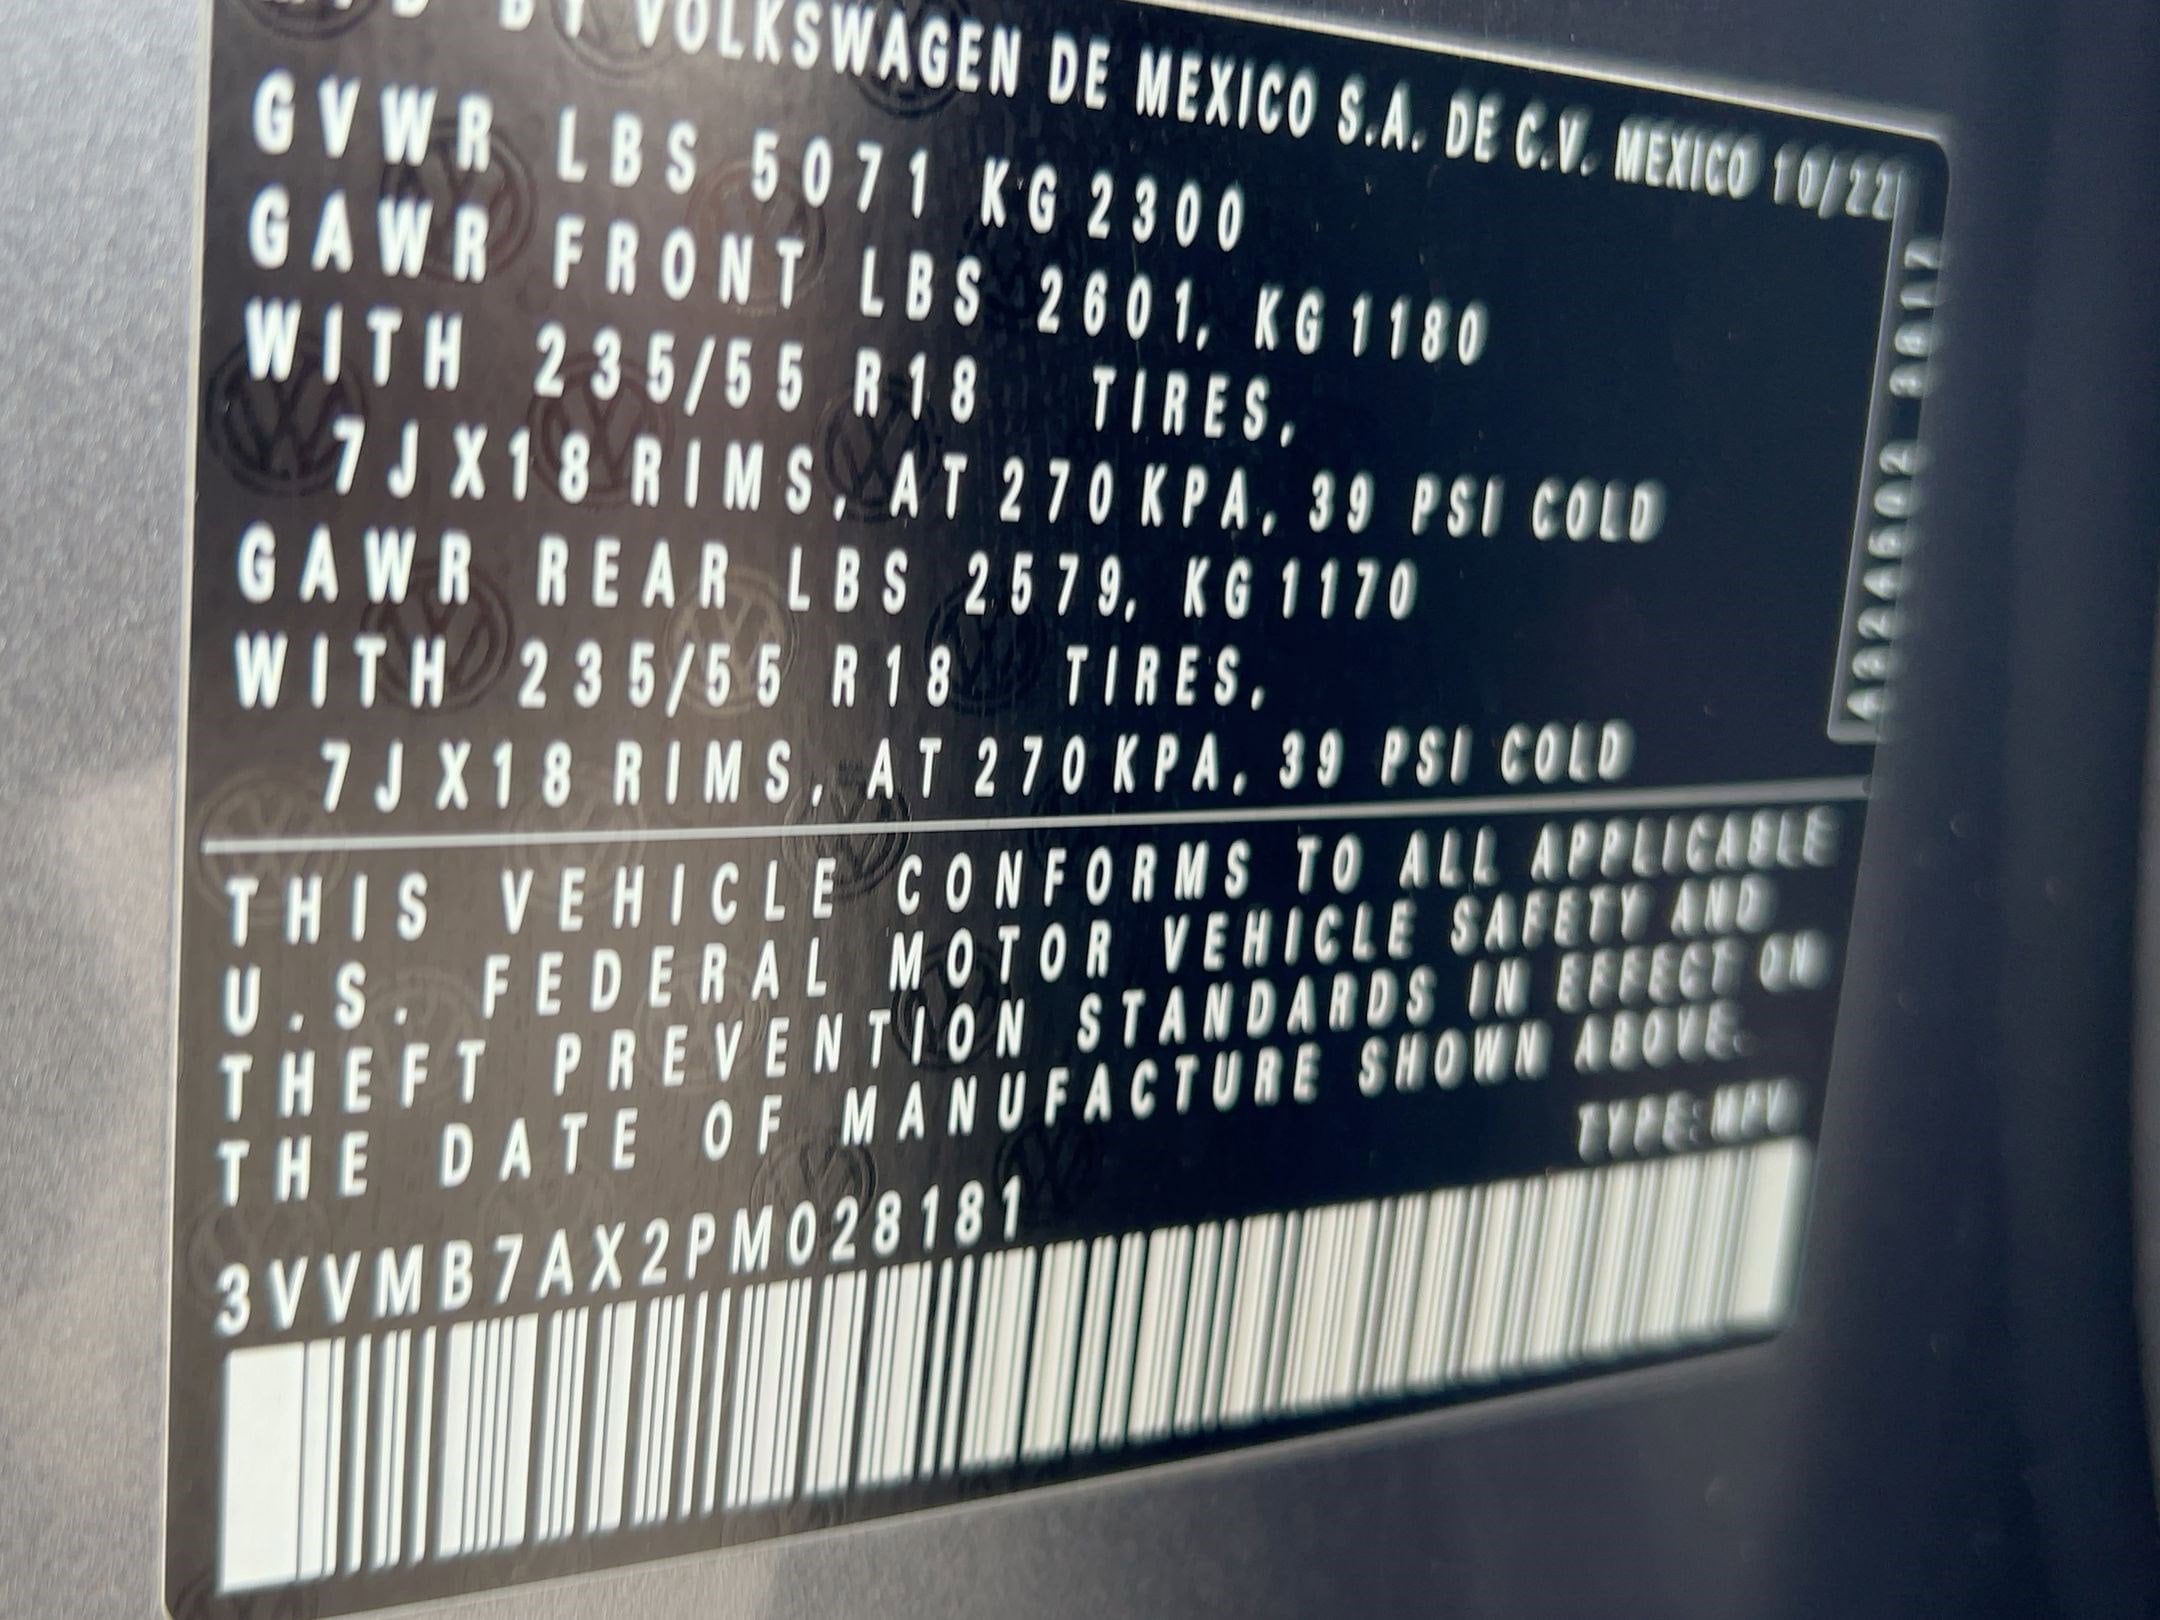 BY VOLKSWAGEN DE MEXICO S.A. DE C.V. MEXICO 10/22
GVWR LBS 5071 KG 2300
GAWR FRONT LBS 2601, KG 1180
WITH 235/55 R18 TIRES,
7JX18 RIMS, AT 270 KPA, 39 PSI COLD
GAWR REAR LBS 2579, KG 1170
WITH 235/55 R18 TIRES,
7JX18 RIMS, AT 270 KPA, 39 PSI COLD
THIS VEHICLE CONFORMS TO ALL APPLICABLE
U.S. FEDERAL MOTOR VEHICLE SAFETY AND
THEFT PREVENTION STANDARDS IN EFFECT ON
THE DATE OF MANUFACTURE SHOWN ABOVE.
TYPE: MPV
3VVMB7AX2PM028181